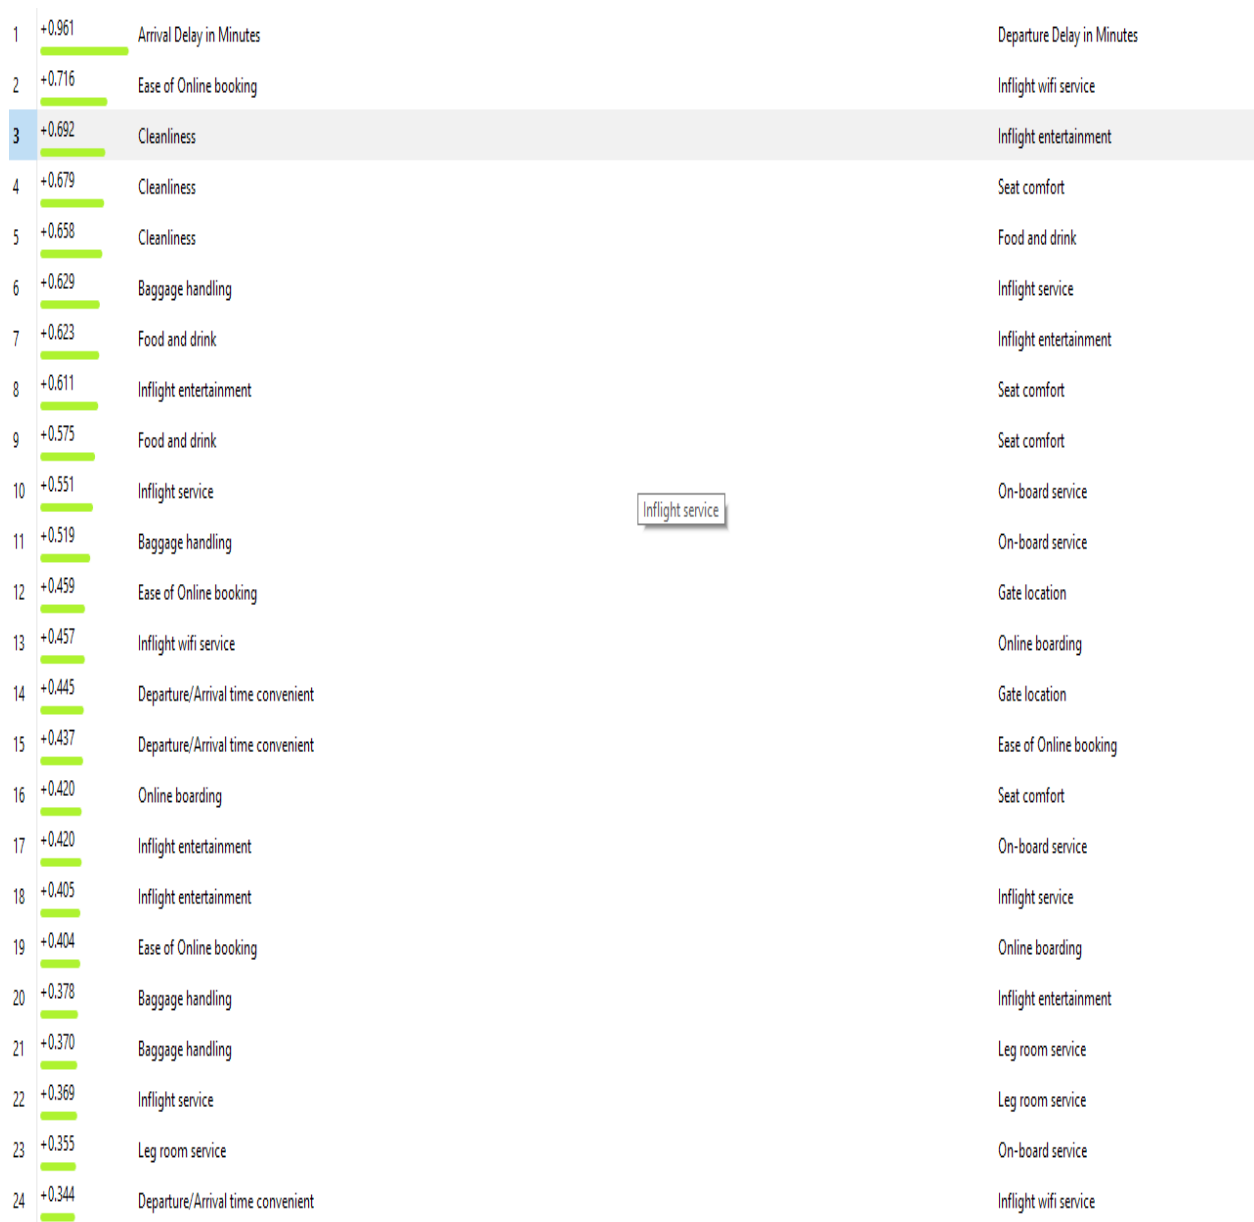 1 +0.961 Arrival Delay in Minutes Departure Delay in Minutes
2 +0.716 Ease of Online booking Inflight wifi service
3 +0.692 Cleanliness Inflight entertainment
4 +0.679 Cleanliness Seat comfort
5 +0.658 Cleanliness Food and drink
6 +0.629 Baggage handling Inflight service
7 +0.623 Food and drink Inflight entertainment
8 +0.611 Inflight entertainment Seat comfort
9 +0.575 Food and drink Seat comfort
10 +0.551 Inflight service On-board service
Inflight service
11 +0.519 Baggage handling On-board service
12 +0.459 Ease of Online booking Gate location
13 +0.457 Inflight wifi service Online boarding
14 +0.445 Departure/Arrival time convenient Gate location
15 +0.437 Departure/Arrival time convenient Ease of Online booking
16 +0.420 Online boarding Seat comfort
17 +0.420 Inflight entertainment On-board service
18 +0.405 Inflight entertainment Inflight service
19 +0.404 Ease of Online booking Online boarding
20 +0.378 Baggage handling Inflight entertainment
21 +0.370 Baggage handling Leg room service
22 +0.369 Inflight service Leg room service
23 +0.355 Leg room service On-board service
24 +0.344 Departure/Arrival time convenient Inflight wifi service